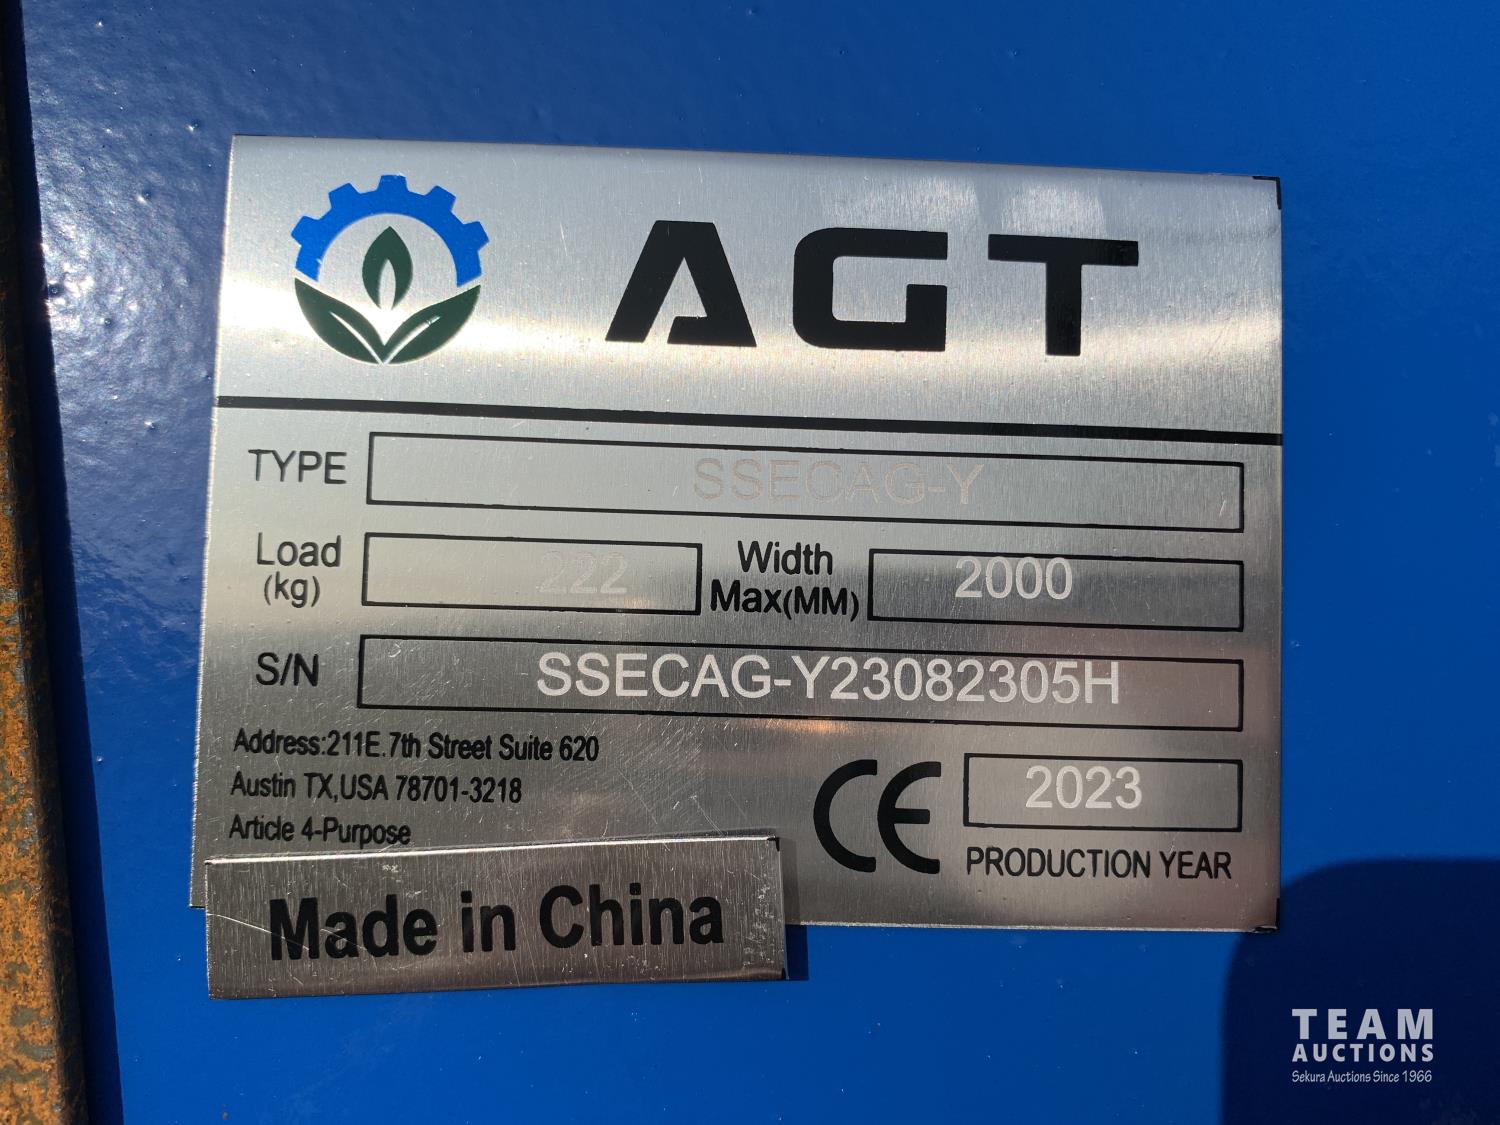 AGT
TYPE SSECAG-Y
Load (kg) 222 Width Max(MM) 2000
S/N SSECAG-Y23082305H
Address:211E.7th Street Suite 620
Austin TX,USA 78701-3218
Article 4-Purpose
CE 2023
PRODUCTION YEAR
Made in China
TEAM
AUCTIONS
Sekura Auctions Since 1966